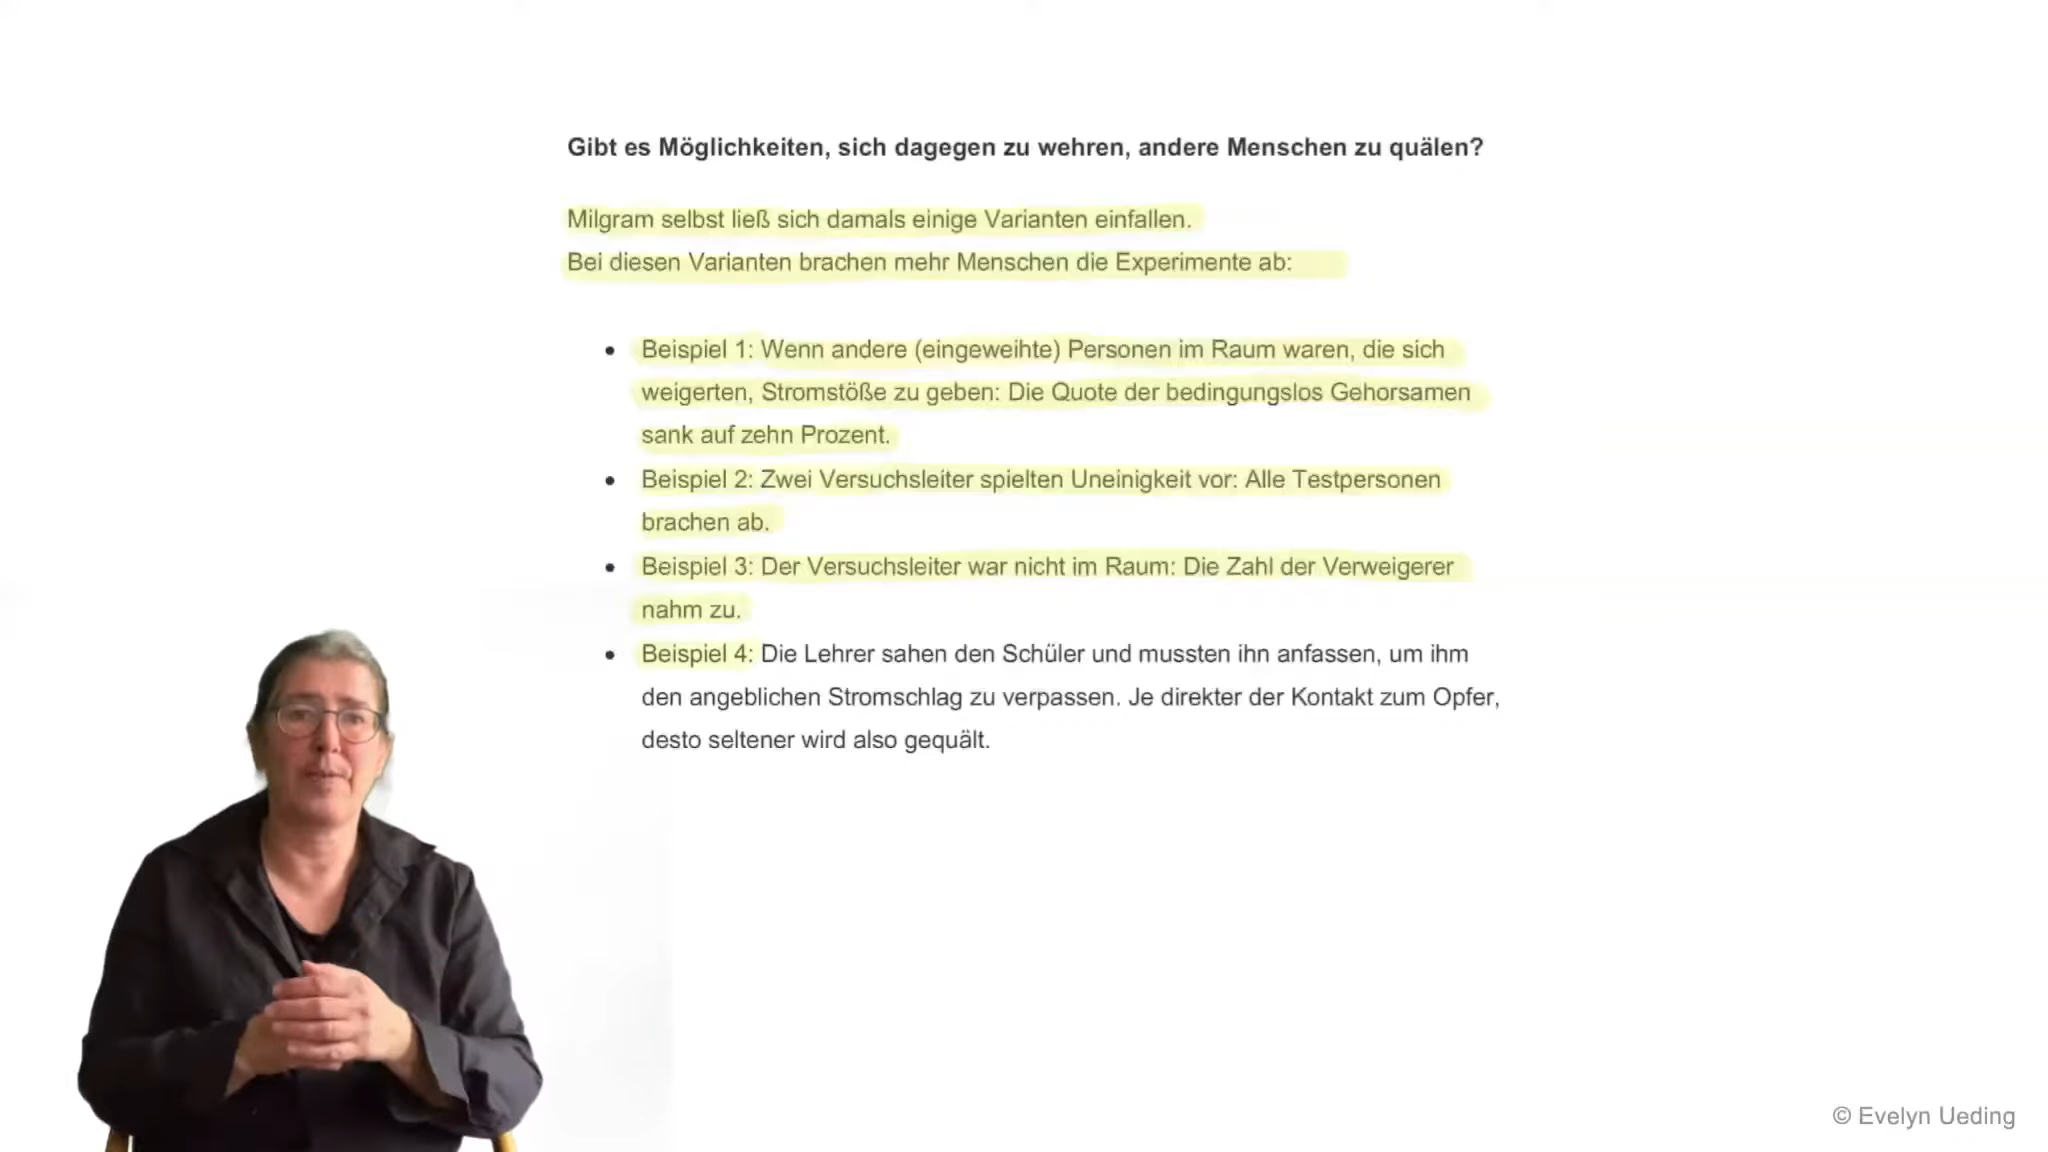 Gibt es Möglichkeiten, sich dagegen zu wehren, andere Menschen zu quälen?
Milgram selbst ließ sich damals einige Varianten einfallen.
Bei diesen Varianten brachen mehr Menschen die Experimente ab:
• Beispiel 1: Wenn andere (eingeweihte) Personen im Raum waren, die sich
weigerten, Stromstöße zu geben: Die Quote der bedingungslos Gehorsamen
sank auf zehn Prozent.
• Beispiel 2: Zwei Versuchsleiter spielten Uneinigkeit vor: Alle Testpersonen
brachen ab.
• Beispiel 3: Der Versuchsleiter war nicht im Raum: Die Zahl der Verweigerer
nahm zu.
• Beispiel 4: Die Lehrer sahen den Schüler und mussten ihn anfassen, um ihm
den angeblichen Stromschlag zu verpassen. Je direkter der Kontakt zum Opfer,
desto seltener wird also gequält.
© Evelyn Ueding